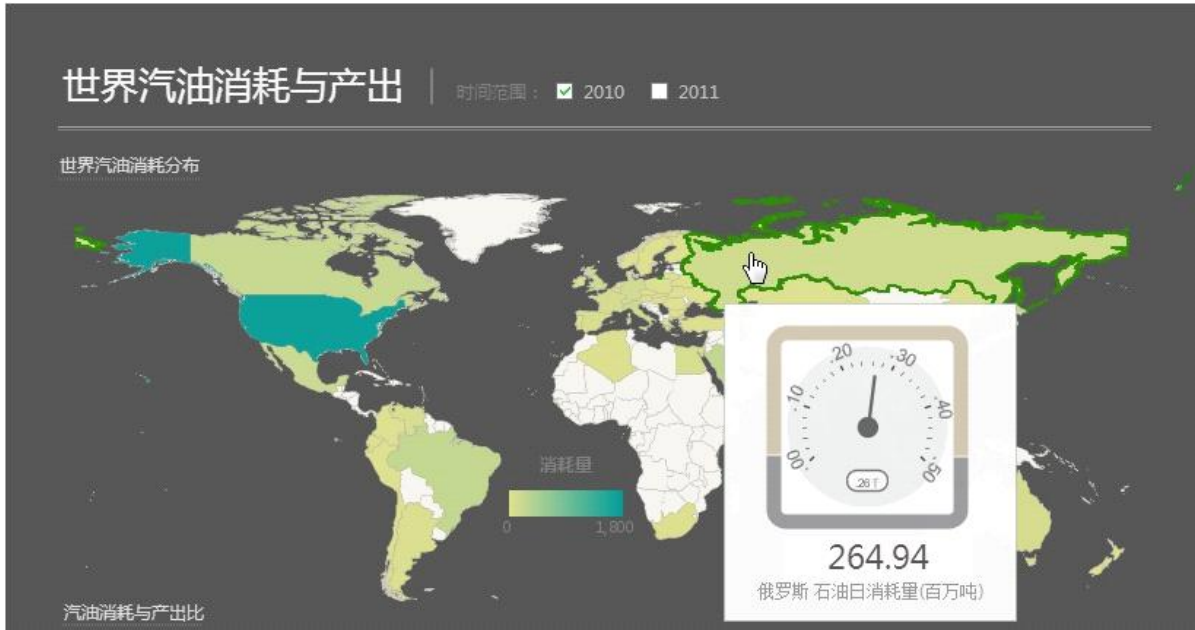 世界汽油消耗与产出
时间范围： 2010 2011
世界汽油消耗分布
消耗量
0 1,800
.00 .10 .20 .30 .40 .50
.26 T
264.94
俄罗斯 石油日消耗量(百万吨)
汽油消耗与产出比